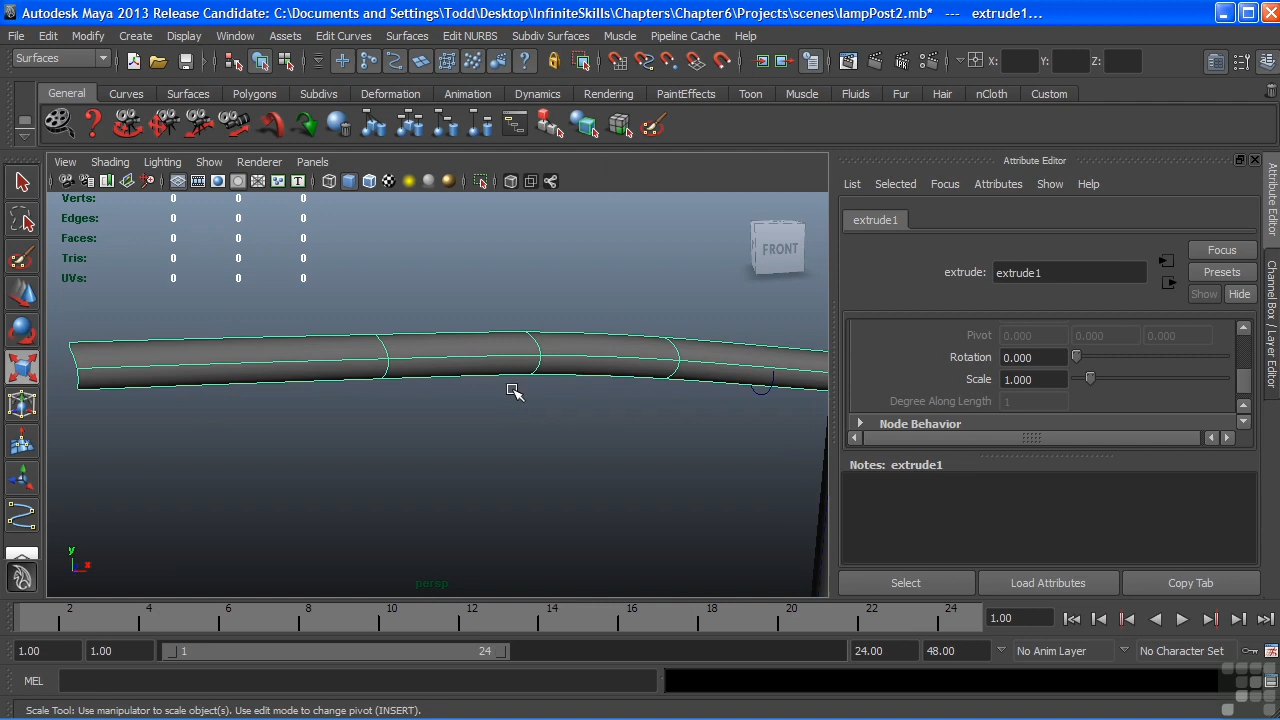 Autodesk Maya 2013 Release Candidate: C:\Documents and Settings\Todd\Desktop\InfiniteSkills\Chapters\Chapter6\Projects\scenes\lampPost2.mb* --- extrude1...
File Edit Modify Create Display Window Assets Edit Curves Surfaces Edit NURBS Subdiv Surfaces Muscle Pipeline Cache Help
Surfaces X: Y: Z:
General Curves Surfaces Polygons Subdivs Deformation Animation Dynamics Rendering PaintEffects Toon Muscle Fluids Fur Hair nCloth Custom
View Shading Lighting Show Renderer Panels
Attribute Editor
List Selected Focus Attributes Show Help
Verts: 0 0 0
Edges: 0 0 0
Faces: 0 0 0
Tris: 0 0 0
UVs: 0 0 0
FRONT
extrude1
Focus
extrude: extrude1 Presets
Show Hide
Pivot 0.000 0.000 0.000
Rotation 0.000
Scale 1.000
Degree Along Length 1
Node Behavior
Notes: extrude1
Select Load Attributes Copy Tab
Attribute Editor
Channel Box / Layer Editor
y
x
persp
2 4 6 8 10 12 14 16 18 20 22 24 1.00
1.00 1.00 1 24 24.00 48.00 No Anim Layer No Character Set
MEL
Scale Tool: Use manipulator to scale object(s). Use edit mode to change pivot (INSERT).